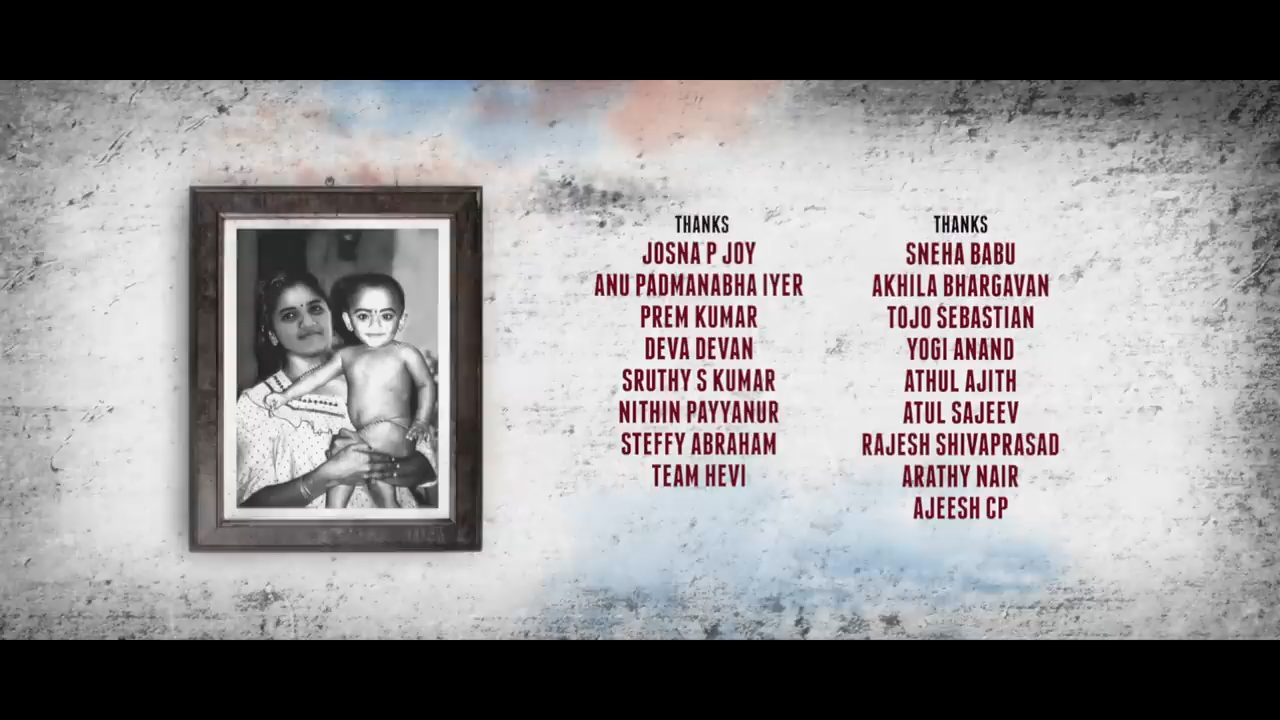 THANKS
JOSNA P JOY
ANU PADMANABHA IYER
PREM KUMAR
DEVA DEVAN
SRUTHY S KUMAR
NITHIN PAYYANUR
STEFFY ABRAHAM
TEAM HEVI
THANKS
SNEHA BABU
AKHILA BHARGAVAN
TOJO SEBASTIAN
YOGI ANAND
ATHUL AJITH
ATUL SAJEEV
RAJESH SHIVAPRASAD
ARATHY NAIR
AJEESH CP